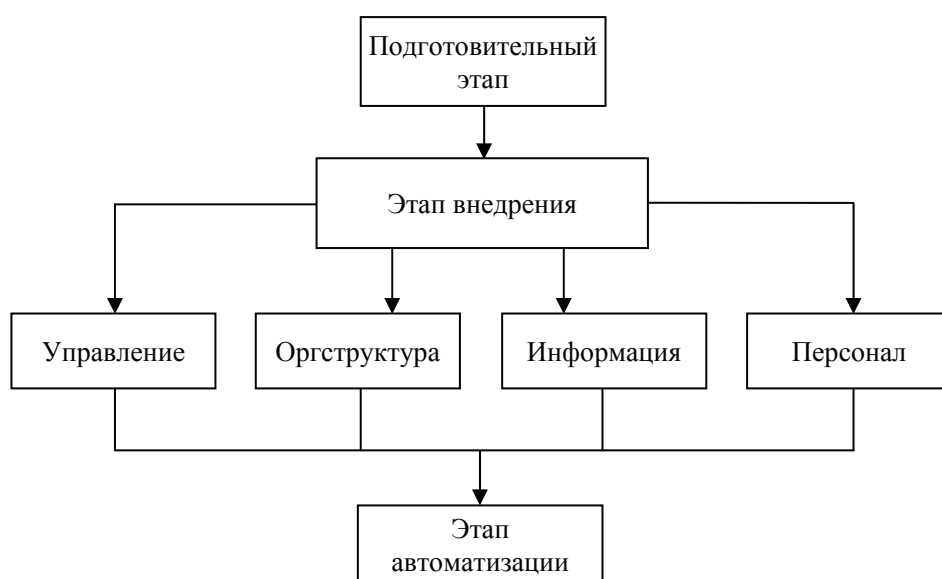 Подготовительный
этап
Этап внедрения
Управление
Оргструктура
Информация
Персонал
Этап
автоматизации